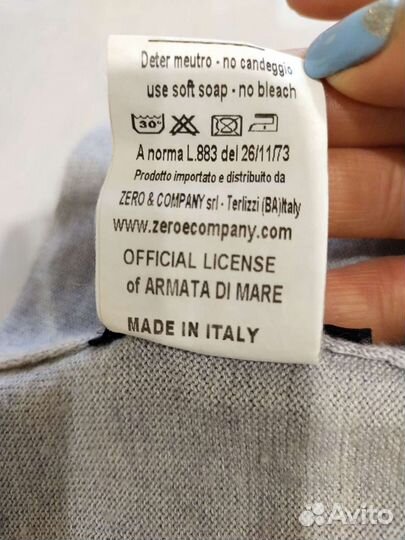 Deter meutro - no candeggio
use soft soap - no bleach
30°
A norma L.883 del 26/11/73
Prodotto importato e distribuito da
ZERO & COMPANY srl - Terlizzi (BA)Italy
www.zeroecompany.com
OFFICIAL LICENSE
of ARMATA DI MARE
MADE IN ITALY
Avito